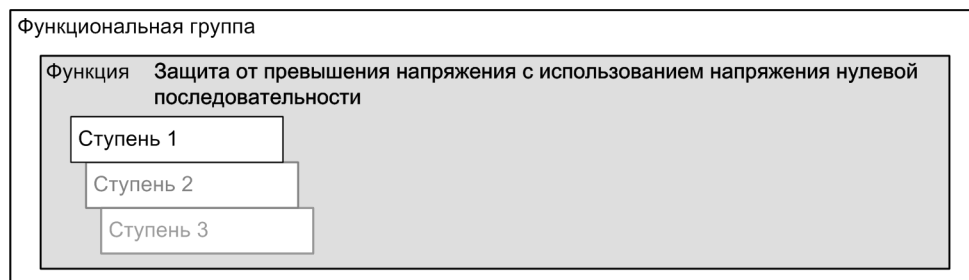 Функциональная группа
Функция Защита от превышения напряжения с использованием напряжения нулевой
последовательности
Ступень 1
Ступень 2
Ступень 3